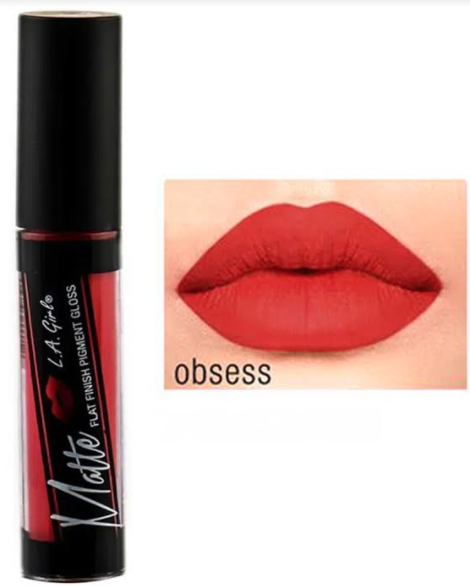 L.A. Girl®
FLAT FINISH PIGMENT GLOSS
Matte
obsess